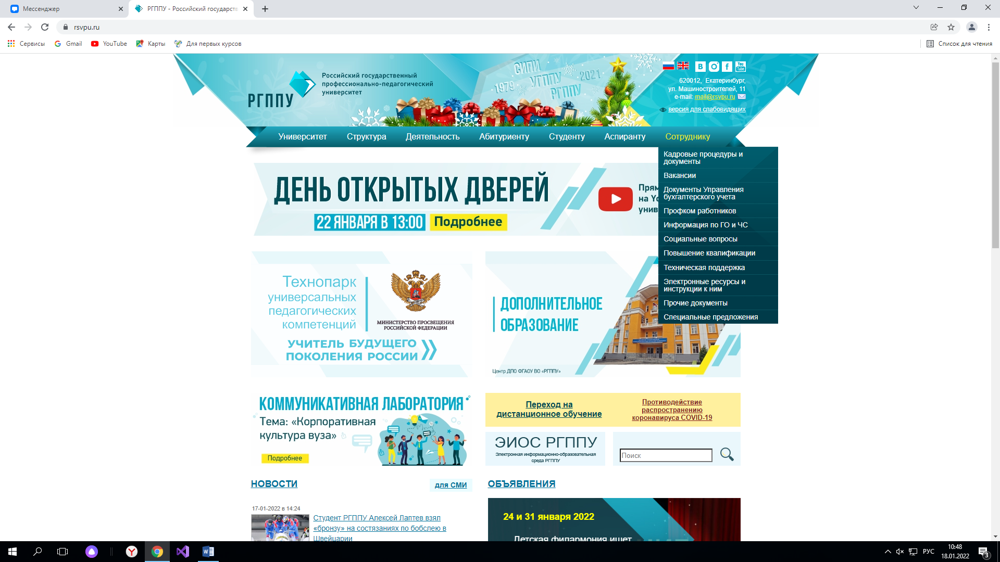 Мессенджер
РГППУ - Российский государств
rsvpu.ru
Сервисы
Gmail
YouTube
Карты
Для первых курсов
Список для чтения
РГППУ
Российский государственный
профессионально-педагогический
университет
1979
СИПИ
УГППУ
РГППУ
2021
B
f
You
Tube
620012, Екатеринбург,
ул. Машиностроителей, 11
e-mail: mail@rsvpu.ru
версия для слабовидящих
Университет
Структура
Деятельность
Абитуриенту
Студенту
Аспиранту
Сотруднику
Кадровые процедуры и
документы
Вакансии
Документы Управления
бухгалтерского учета
Профком работников
Информация по ГО и ЧС
Социальные вопросы
Повышение квалификации
Техническая поддержка
Электронные ресурсы и
инструкции к ним
Прочие документы
Специальные предложения
ДЕНЬ ОТКРЫТЫХ ДВЕРЕЙ
22 ЯНВАРЯ В 13:00
Подробнее
Прям
на Yo
унив
Технопарк
универсальных
педагогических
компетенций
МИНИСТЕРСТВО ПРОСВЕЩЕНИЯ
РОССИЙСКОЙ ФЕДЕРАЦИИ
УЧИТЕЛЬ БУДУЩЕГО
ПОКОЛЕНИЯ РОССИИ
ДОПОЛНИТЕЛЬНОЕ
ОБРАЗОВАНИЕ
Центр ДПО ФГАОУ ВО «РГППУ»
КОММУНИКАТИВНАЯ ЛАБОРАТОРИЯ
Тема: «Корпоративная
культура вуза»
Подробнее
Переход на
дистанционное обучение
Противодействие
распространению
коронавируса COVID-19
ЭИОС РГППУ
Электронная информационно-образовательная
среда РГППУ
Поиск
НОВОСТИ
для СМИ
ОБЪЯВЛЕНИЯ
17-01-2022 в 14:24
Студент РГППУ Алексей Лаптев взял
«бронзу» на состязаниях по бобслею в
Швейцарии
24 и 31 января 2022
Детская филармония ищет
РУС
10:48
18.01.2022
3